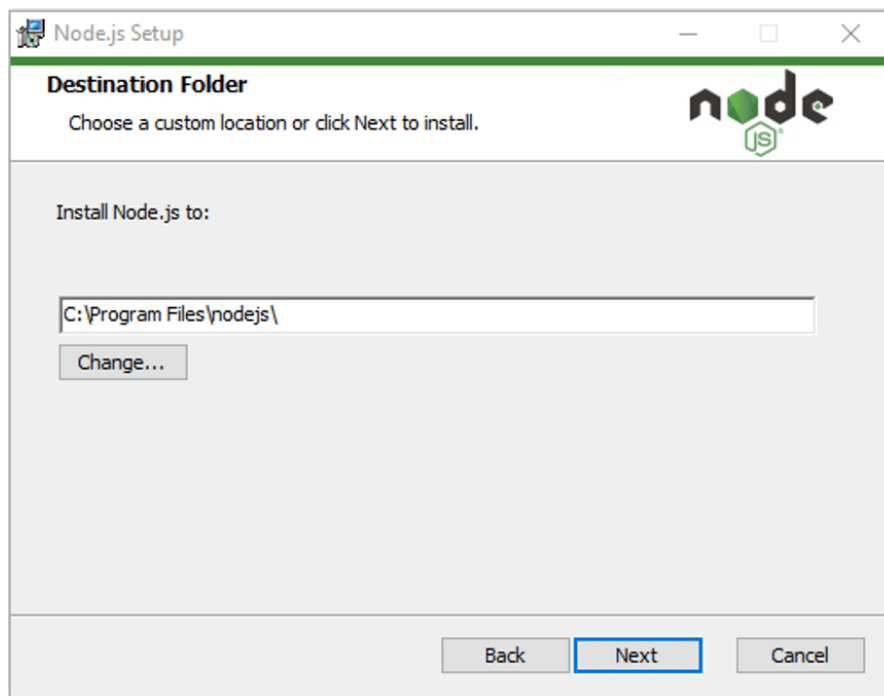 Node.js Setup
Destination Folder
Choose a custom location or click Next to install.
node
JS
Install Node.js to:
C:\Program Files\nodejs\
Change...
Back
Next
Cancel